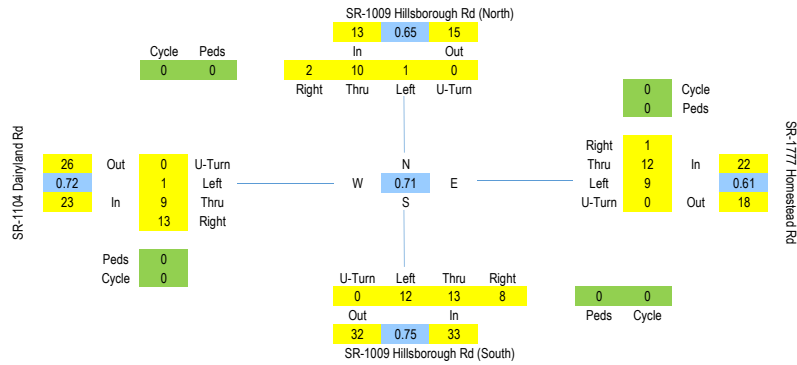 SR-1009 Hillsborough Rd (North)
13 0.65 15
Cycle Peds In Out
0 0 2 10 1 0
Right Thru Left U-Turn
0 Cycle
0 Peds
SR-1104 Dairyland Rd
SR-1777 Homestead Rd
Right 1
26 Out 0 U-Turn N Thru 12 In 22
0.72 1 Left W 0.71 E Left 9 0.61
23 In 9 Thru S U-Turn 0 Out 18
13 Right
Peds 0
Cycle 0
U-Turn Left Thru Right
0 12 13 8 0 0
Out In Peds Cycle
32 0.75 33
SR-1009 Hillsborough Rd (South)